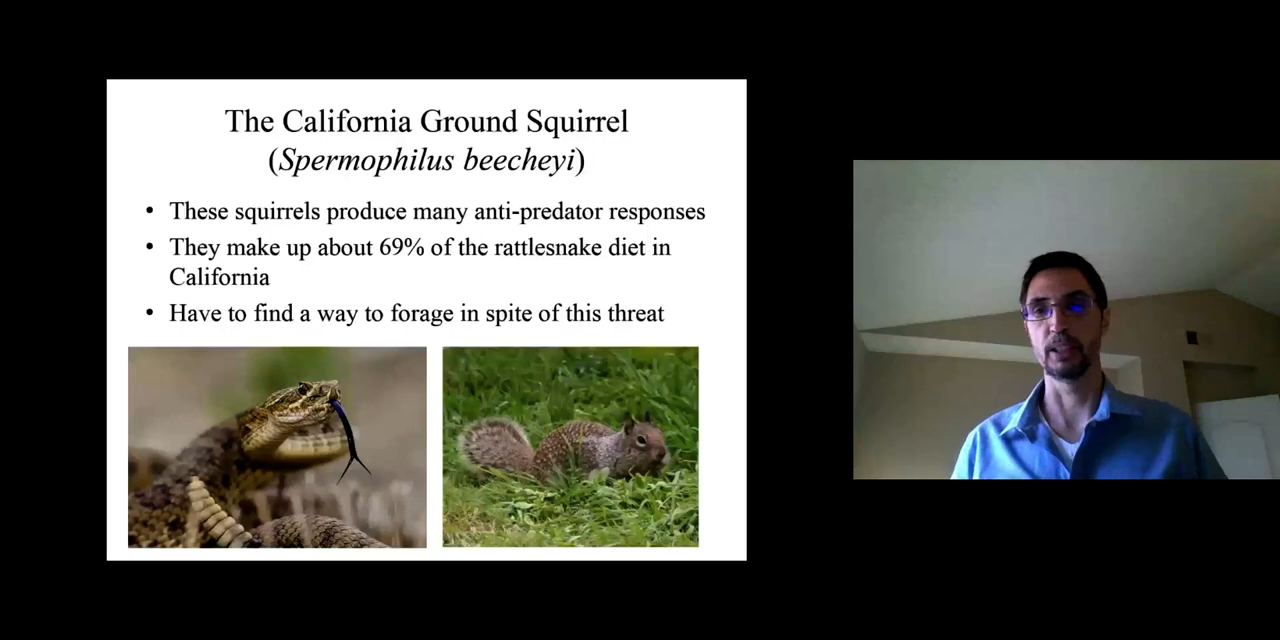 The California Ground Squirrel
(Spermophilus beecheyi)
• These squirrels produce many anti-predator responses
• They make up about 69% of the rattlesnake diet in
California
• Have to find a way to forage in spite of this threat